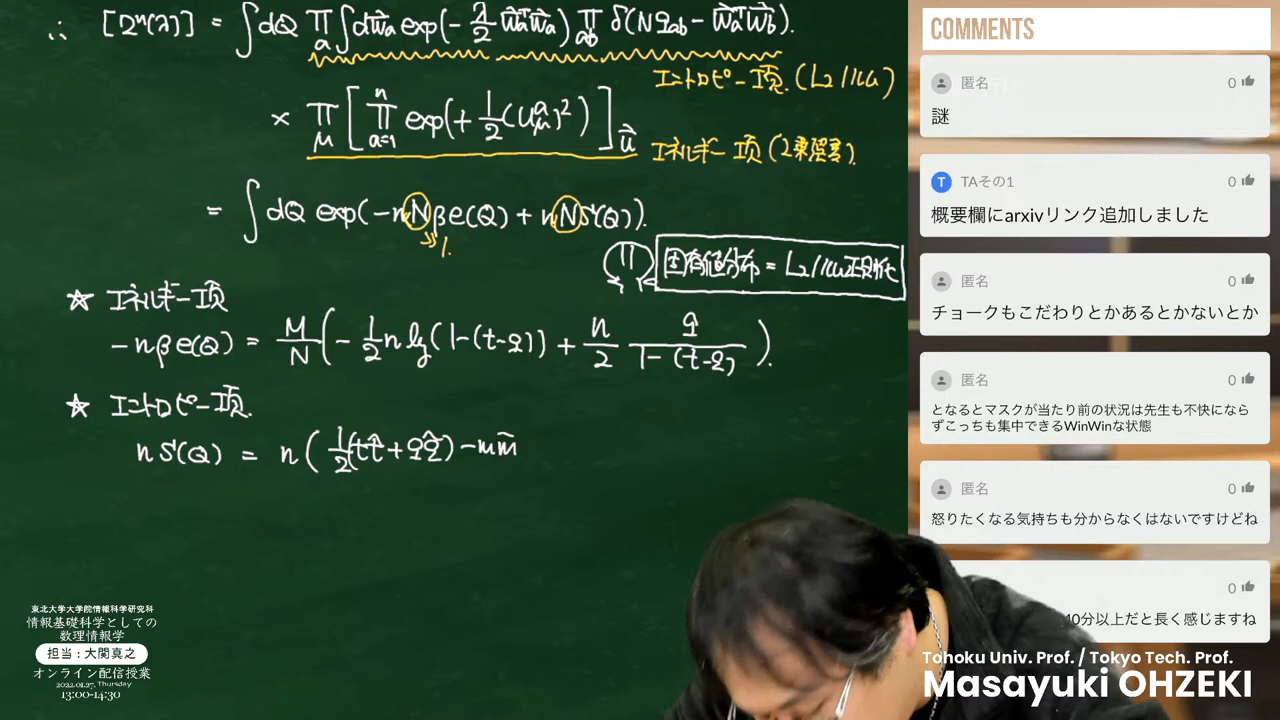 ∴ [Zⁿ(λ)] = ∫dQ ∏_a ∫dw⃗_a exp(-λ/2 w⃗_aᵀw⃗_a) ∏_ab δ(Nq_ab - w⃗_aᵀw⃗_b).
エントロピー項. (L2ノルム)
× ∏_μ [∏_{a=1}^n exp(+1/2 (u_μ^a)²)]_u⃗
エネルギー項 (2乗誤差).
= ∫dQ exp(-nNβe(Q) + nNs(Q)).
≫1.
固有値分布 = L2ノルム正則化
☆ エネルギー項
-nβe(Q) = M/N (-1/2 n log(1-(t-q)) + n/2 q/(1-(t-q))).
☆ エントロピー項.
ns(Q) = n(1/2(tt̂+qq̂)-mm̃
COMMENTS
匿名 0
謎
T TAその1 0
概要欄にarxivリンク追加しました
匿名 0
チョークもこだわりとかあるとかないとか
匿名 0
となるとマスクが当たり前の状況は先生も不快になら
ずこっちも集中できるWinWinな状態
匿名 0
怒りたくなる気持ちも分からなくはないですけどね
0
40分以上だと長く感じますね
東北大学大学院情報科学研究科
情報基礎科学としての
数理情報学
担当:大関真之
オンライン配信授業
2022.01.27. Thursday
13:00-14:30
Tohoku Univ. Prof. / Tokyo Tech. Prof.
Masayuki OHZEKI